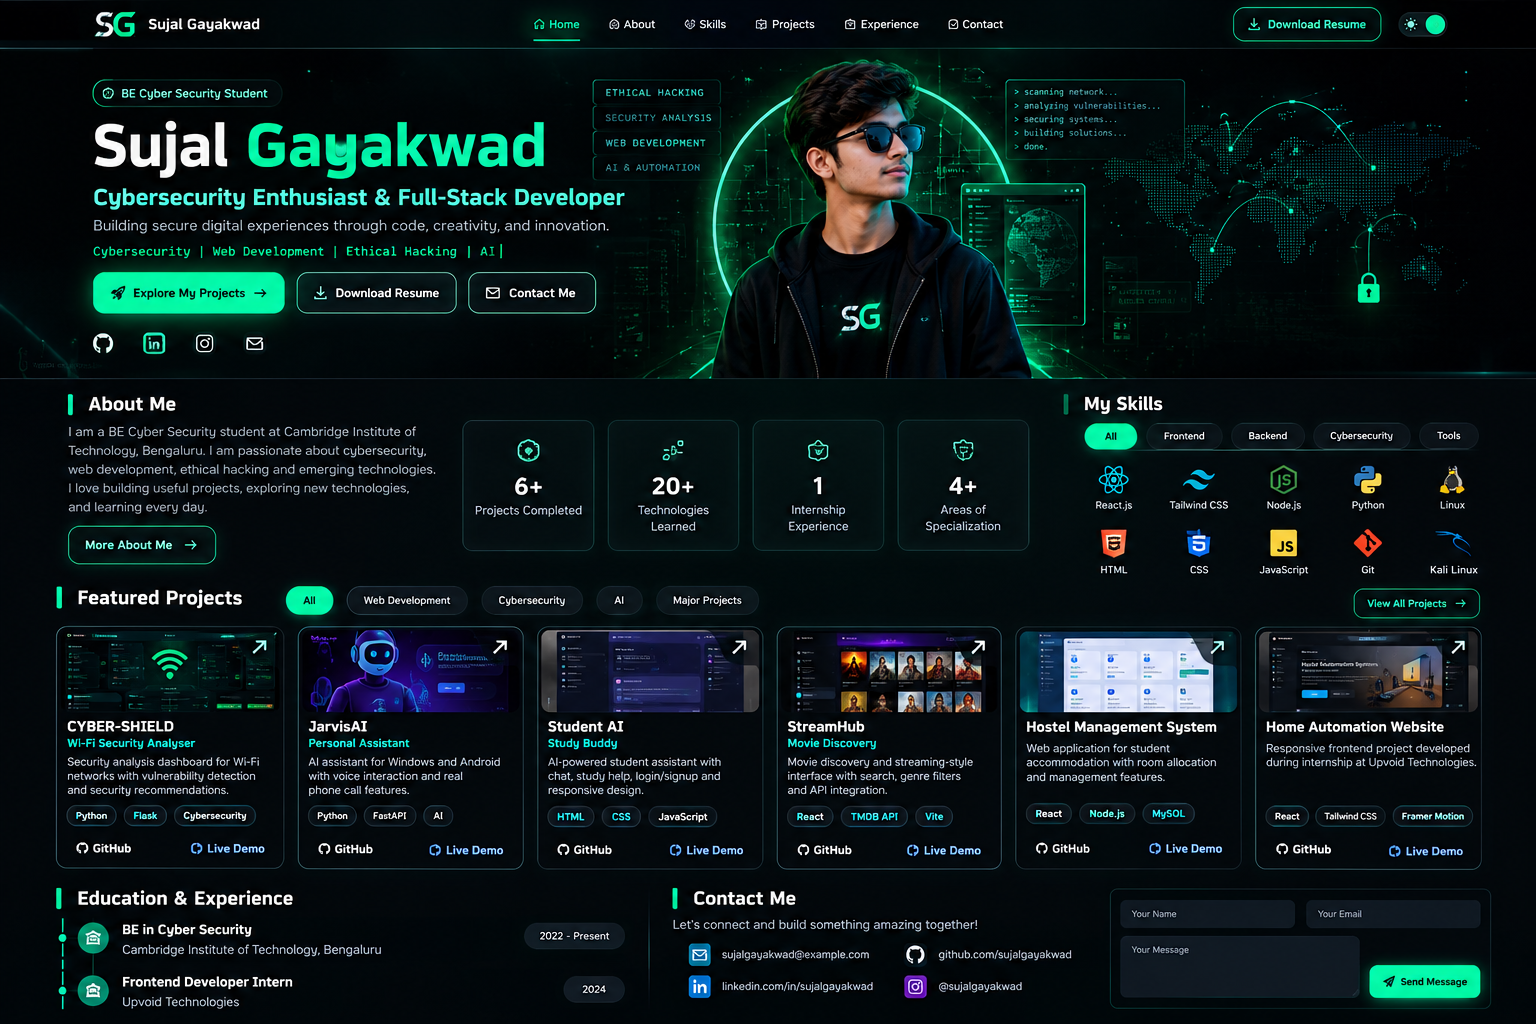 SG Sujal Gayakwad
Home About Skills Projects Experience Contact
Download Resume
BE Cyber Security Student
Sujal Gayakwad
Cybersecurity Enthusiast & Full-Stack Developer
Building secure digital experiences through code, creativity, and innovation.
Cybersecurity | Web Development | Ethical Hacking | AI
Explore My Projects →
Download Resume
Contact Me
ETHICAL HACKING
SECURITY ANALYSIS
WEB DEVELOPMENT
AI & AUTOMATION
> scanning network...
> analyzing vulnerabilities...
> securing systems...
> building solutions...
> done.
SG
About Me
I am a BE Cyber Security student at Cambridge Institute of
Technology, Bengaluru. I am passionate about cybersecurity,
web development, ethical hacking and emerging technologies.
I love building useful projects, exploring new technologies,
and learning every day.
More About Me →
6+
Projects Completed
20+
Technologies
Learned
1
Internship
Experience
4+
Areas of
Specialization
My Skills
All Frontend Backend Cybersecurity Tools
React.js Tailwind CSS Node.js Python Linux
HTML CSS JavaScript Git Kali Linux
Featured Projects
All Web Development Cybersecurity AI Major Projects
View All Projects →
CYBER-SHIELD
Wi-Fi Security Analyser
Security analysis dashboard for Wi-Fi
networks with vulnerability detection
and security recommendations.
Python Flask Cybersecurity
GitHub Live Demo
JarvisAI
Personal Assistant
AI assistant for Windows and Android
with voice interaction and real
phone call features.
Python FastAPI AI
GitHub Live Demo
Student AI
Study Buddy
AI-powered student assistant with
chat, study help, login/signup and
responsive design.
HTML CSS JavaScript
GitHub Live Demo
StreamHub
Movie Discovery
Movie discovery and streaming-style
interface with search, genre filters
and API integration.
React TMDB API Vite
GitHub Live Demo
Hostel Management System
Web application for student
accommodation with room allocation
and management features.
React Node.js MySQL
GitHub Live Demo
Home Automation Website
Responsive frontend project developed
during internship at Upvoid Technologies.
React Tailwind CSS Framer Motion
GitHub Live Demo
Education & Experience
BE in Cyber Security
Cambridge Institute of Technology, Bengaluru
2022 - Present
Frontend Developer Intern
Upvoid Technologies
2024
Contact Me
Let's connect and build something amazing together!
sujalgayakwad@example.com
github.com/sujalgayakwad
linkedin.com/in/sujalgayakwad
@sujalgayakwad
Your Name
Your Email
Your Message
Send Message